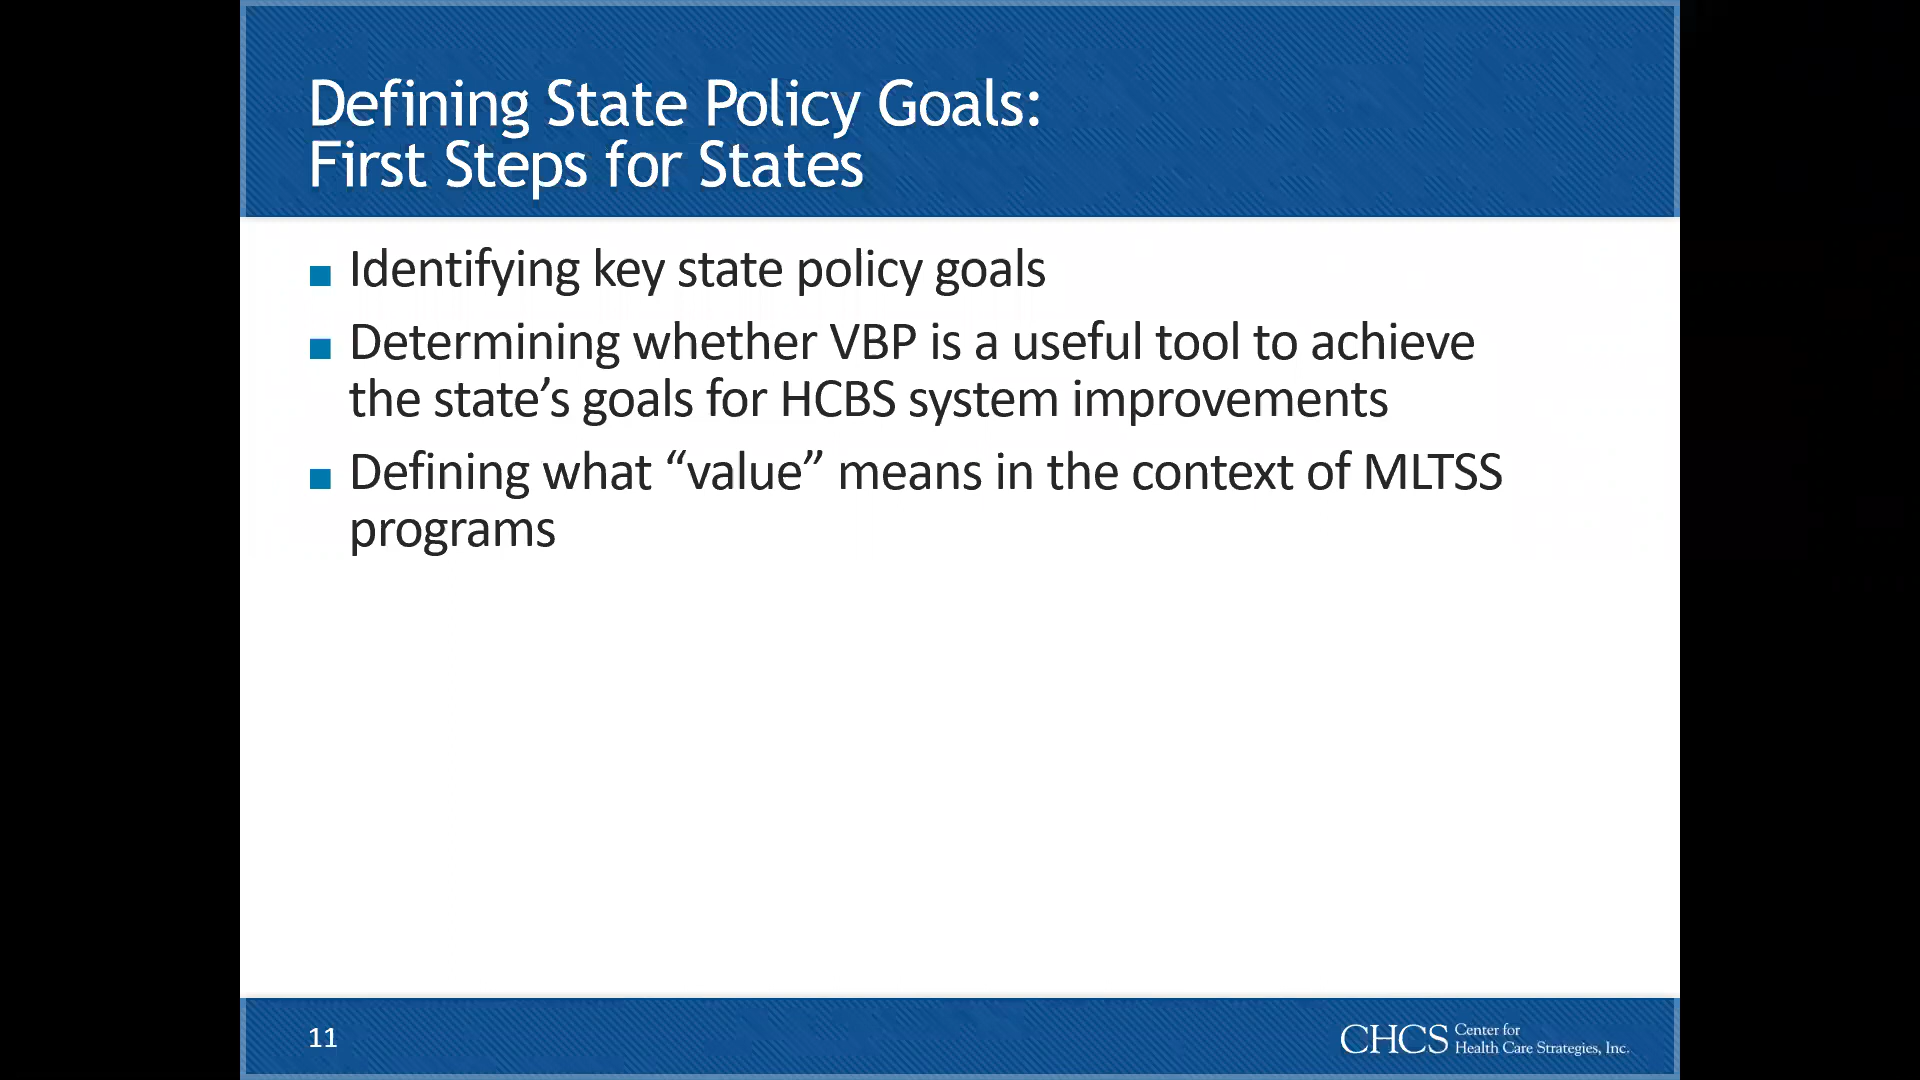 Defining State Policy Goals:
First Steps for States
Identifying key state policy goals
Determining whether VBP is a useful tool to achieve
the state’s goals for HCBS system improvements
Defining what “value” means in the context of MLTSS
programs
11
CHCS Center for
Health Care Strategies, Inc.